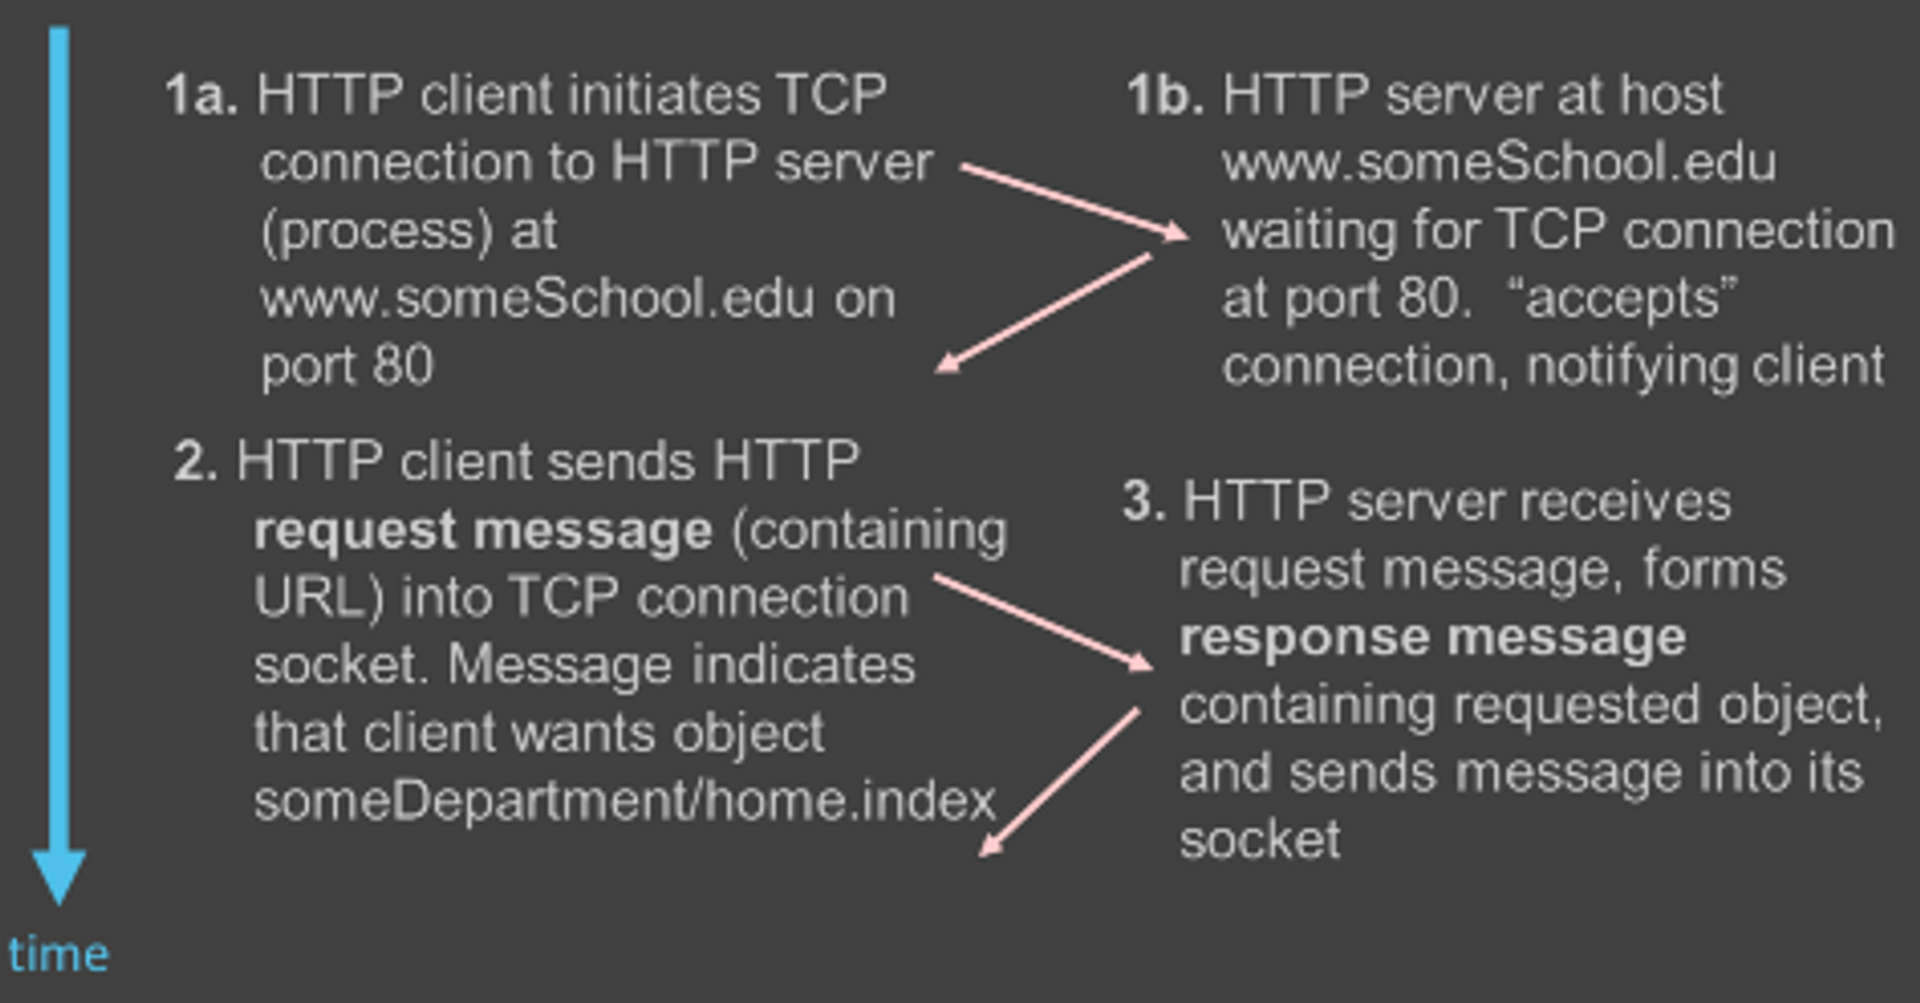 1a. HTTP client initiates TCP
connection to HTTP server
(process) at
www.someSchool.edu on
port 80
1b. HTTP server at host
www.someSchool.edu
waiting for TCP connection
at port 80. “accepts”
connection, notifying client
2. HTTP client sends HTTP
request message (containing
URL) into TCP connection
socket. Message indicates
that client wants object
someDepartment/home.index
3. HTTP server receives
request message, forms
response message
containing requested object,
and sends message into its
socket
time